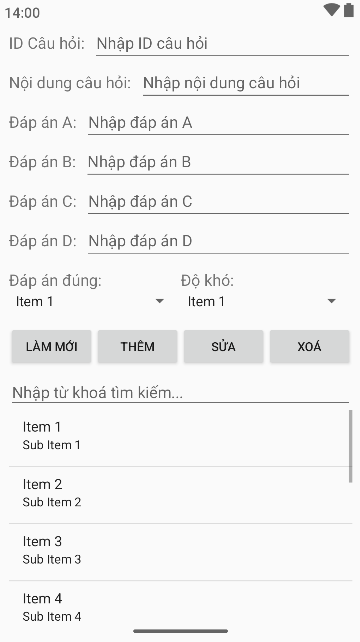 14:00
ID Câu hỏi: Nhập ID câu hỏi
Nội dung câu hỏi: Nhập nội dung câu hỏi
Đáp án A: Nhập đáp án A
Đáp án B: Nhập đáp án B
Đáp án C: Nhập đáp án C
Đáp án D: Nhập đáp án D
Đáp án đúng: Độ khó:
Item 1 Item 1
LÀM MỚI THÊM SỬA XOÁ
Nhập từ khoá tìm kiếm...
Item 1
Sub Item 1
Item 2
Sub Item 2
Item 3
Sub Item 3
Item 4
Sub Item 4